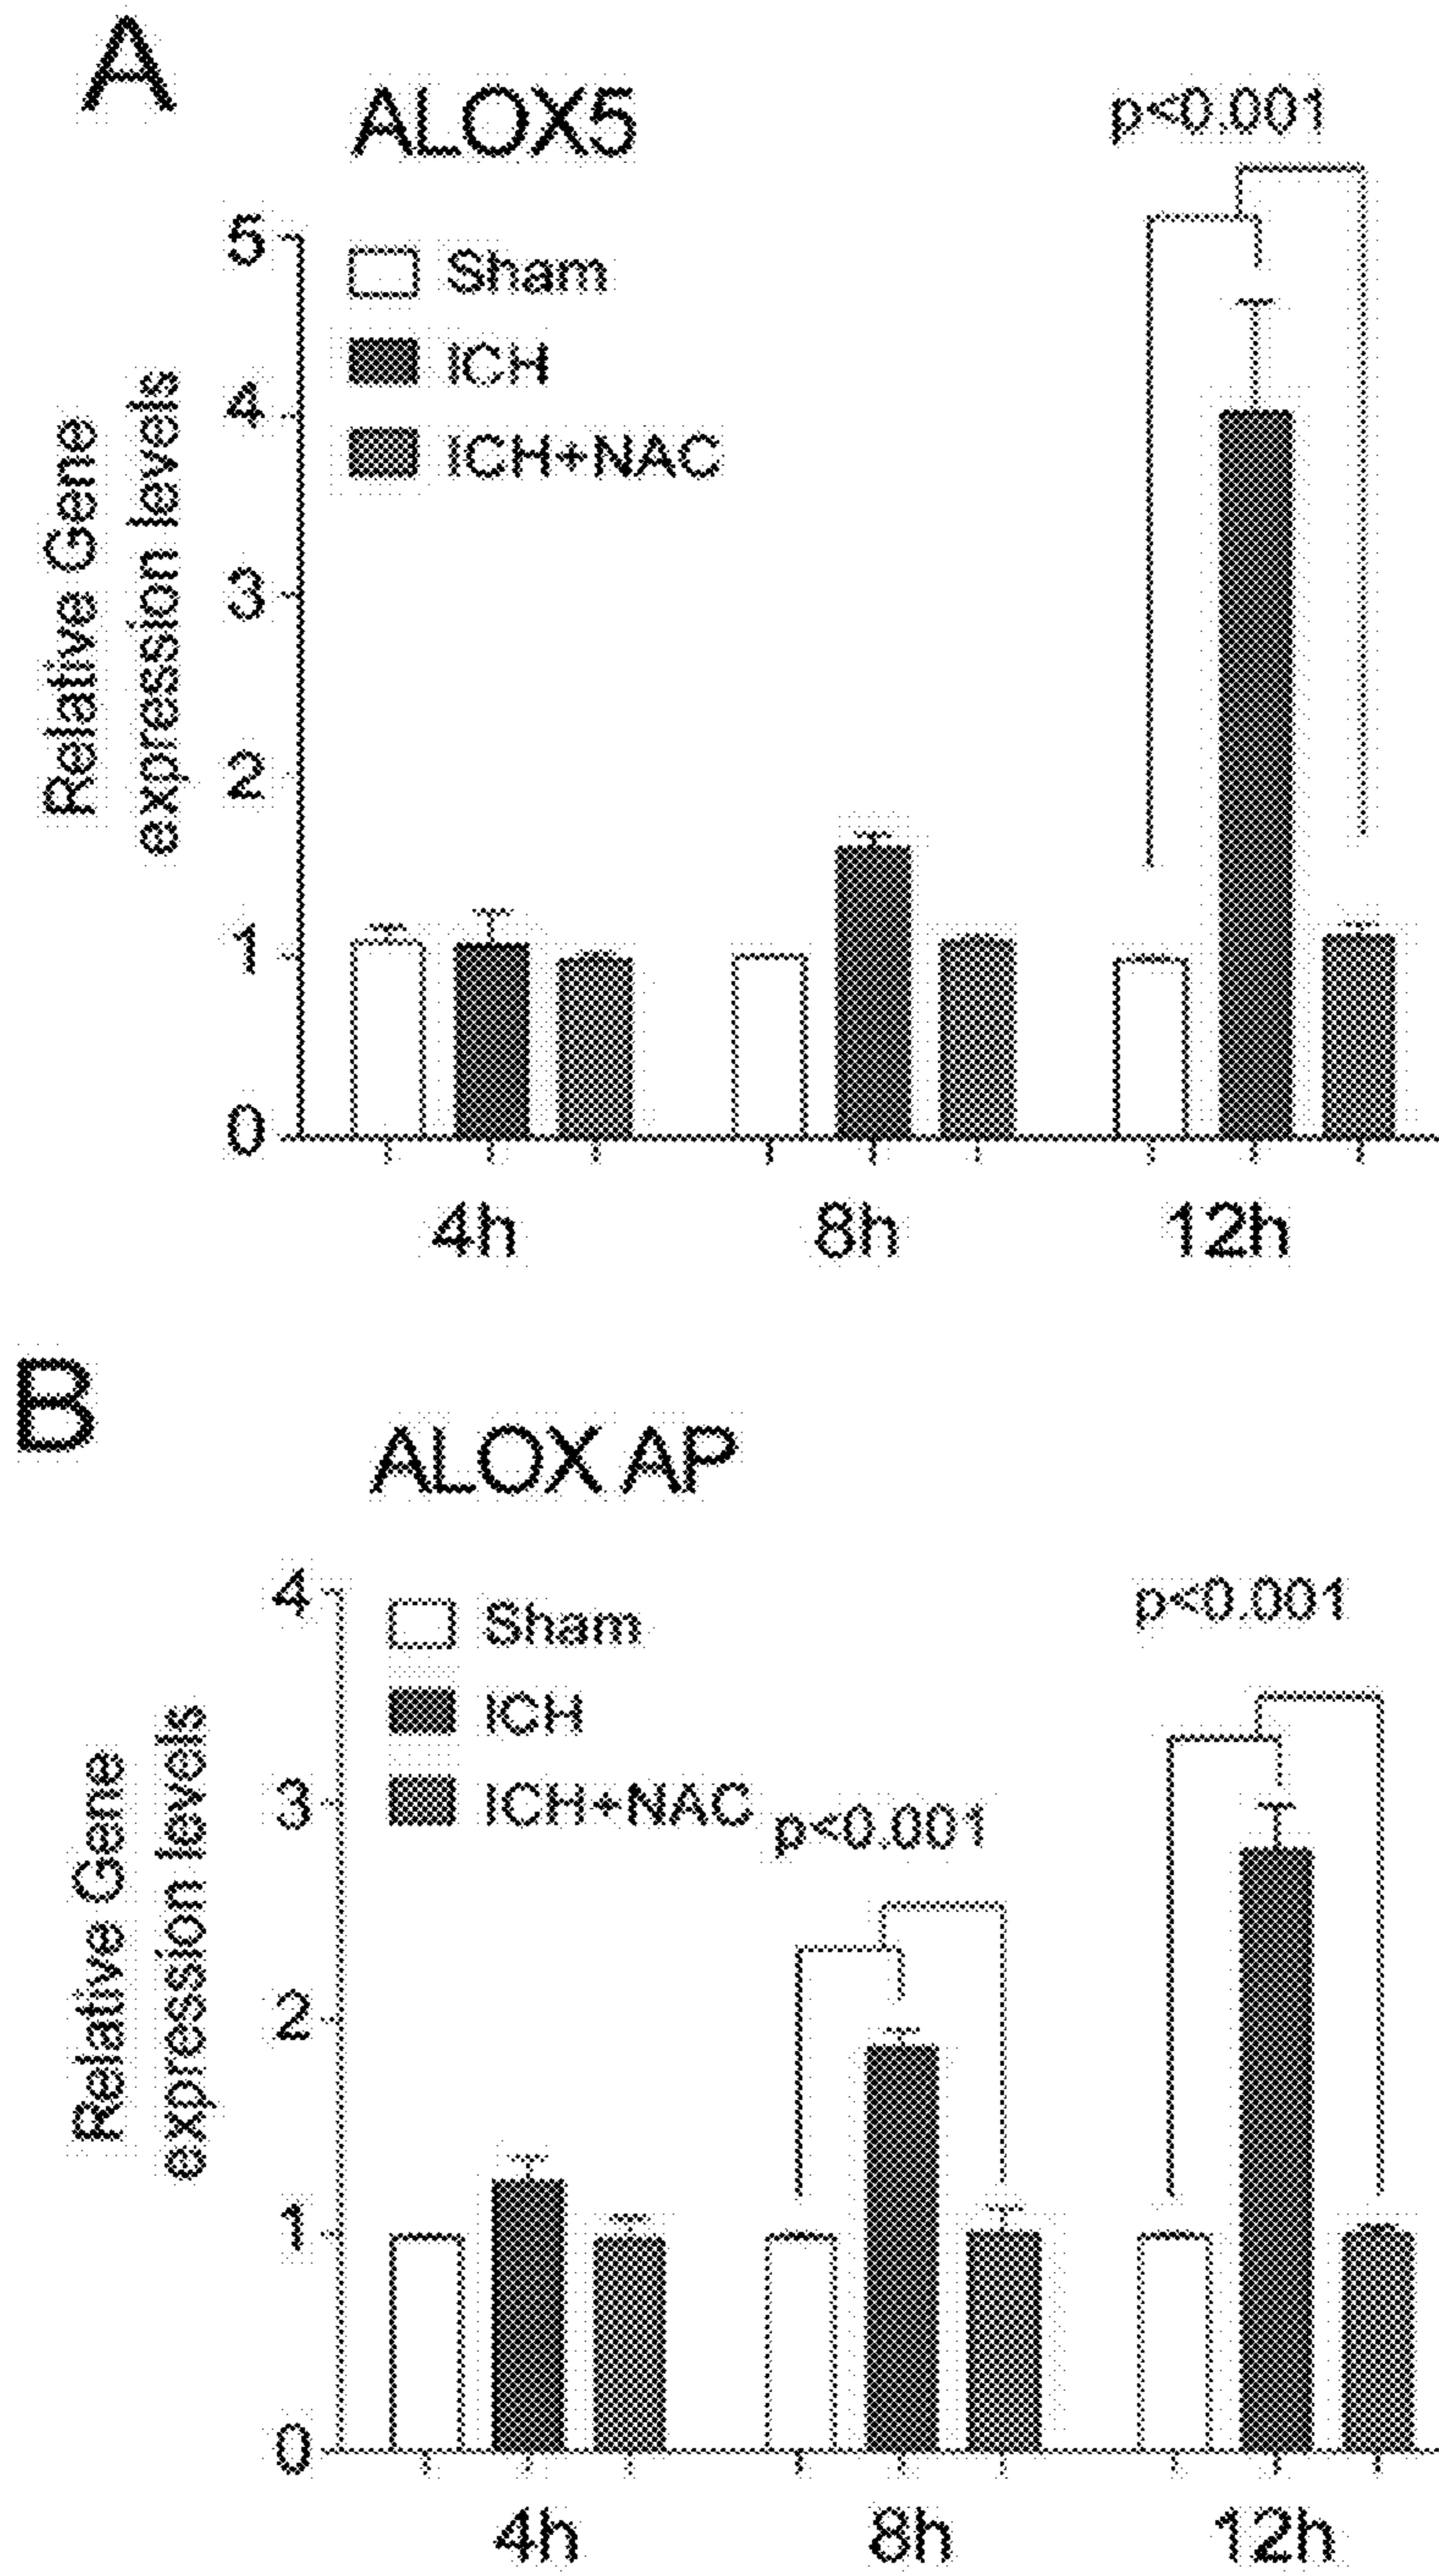 A
ALOX5
p<0.001
5
4
3
2
1
0
Sham
ICH
ICH+NAC
Relative Gene
expression levels
4h
8h
12h
B
ALOX AP
4
3
2
1
0
Sham
ICH
ICH+NAC
p<0.001
p<0.001
Relative Gene
expression levels
4h
8h
12h